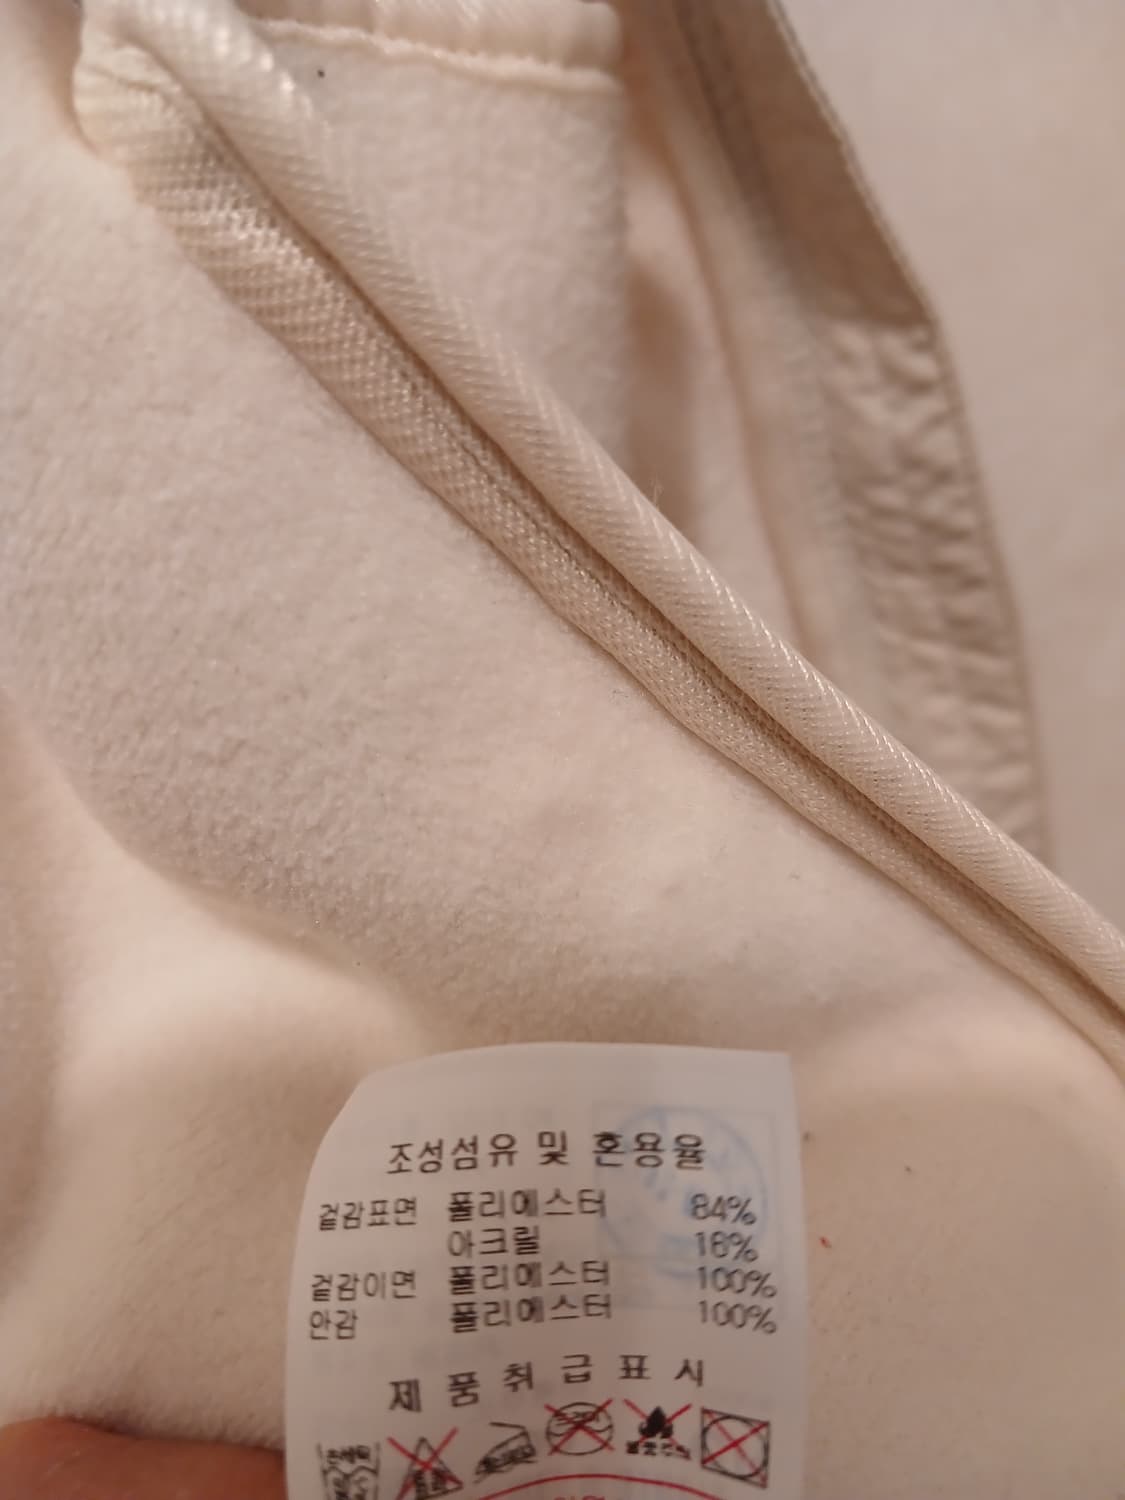 조성섬유 및 혼용율
겉감표면 폴리에스터 84%
아크릴 16%
겉감이면 폴리에스터 100%
안감 폴리에스터 100%
제품취급표시